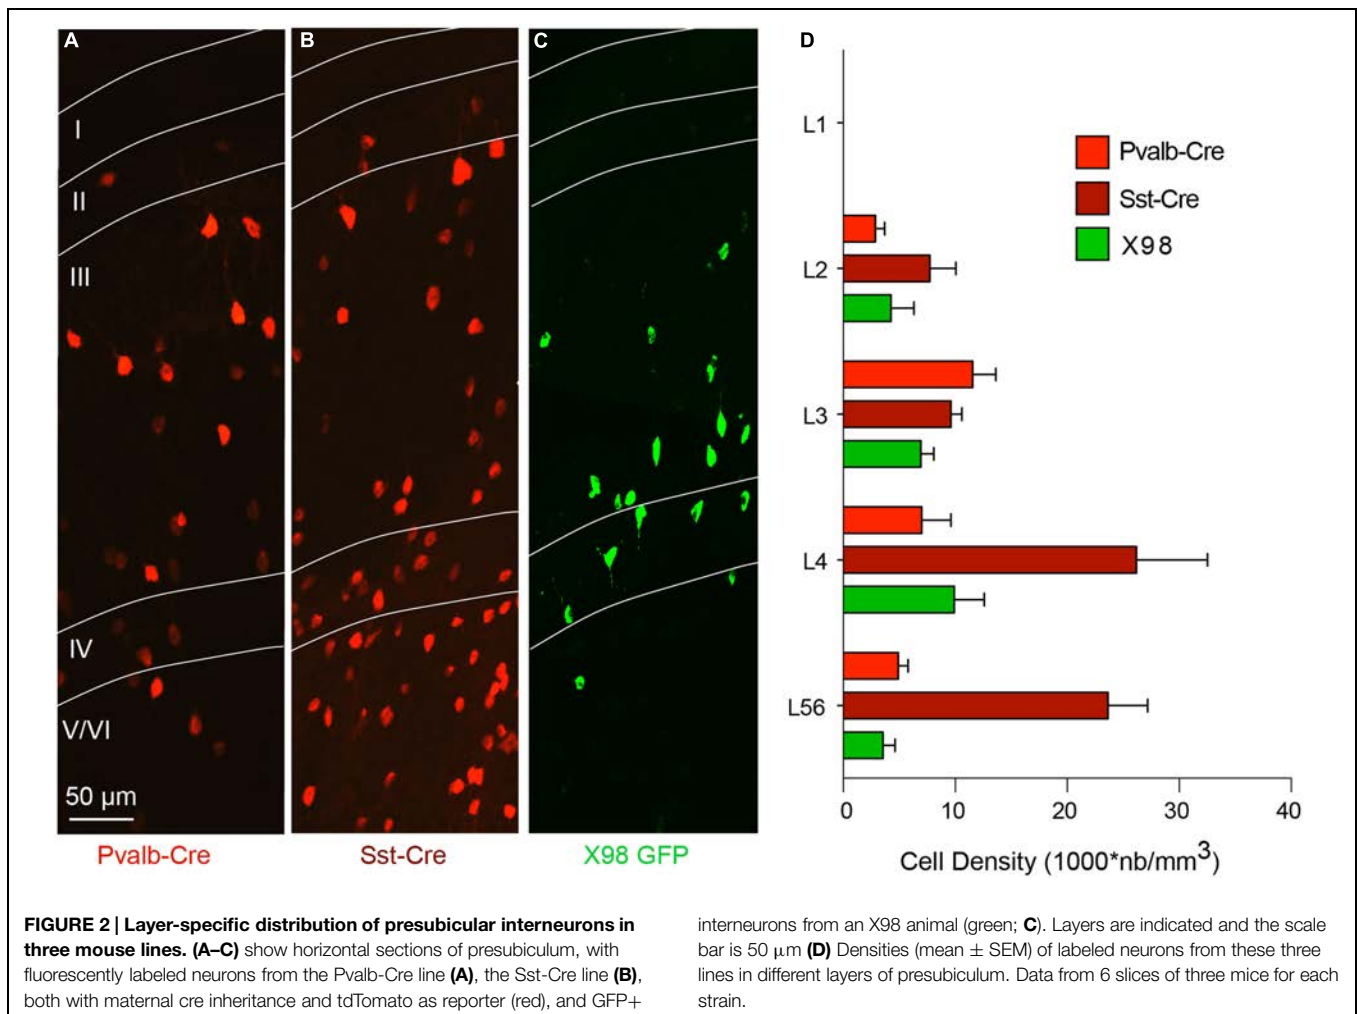 A
B
C
D
I
II
III
IV
V/VI
50 µm
Pvalb-Cre
Sst-Cre
X98 GFP
L1
L2
L3
L4
L56
Pvalb-Cre
Sst-Cre
X98
0 10 20 30 40
Cell Density (1000*nb/mm³)
FIGURE 2 | Layer-specific distribution of presubicular interneurons in
three mouse lines. (A–C) show horizontal sections of presubiculum, with
fluorescently labeled neurons from the Pvalb-Cre line (A), the Sst-Cre line (B),
both with maternal cre inheritance and tdTomato as reporter (red), and GFP+
interneurons from an X98 animal (green; C). Layers are indicated and the scale
bar is 50 µm (D) Densities (mean ± SEM) of labeled neurons from these three
lines in different layers of presubiculum. Data from 6 slices of three mice for each
strain.